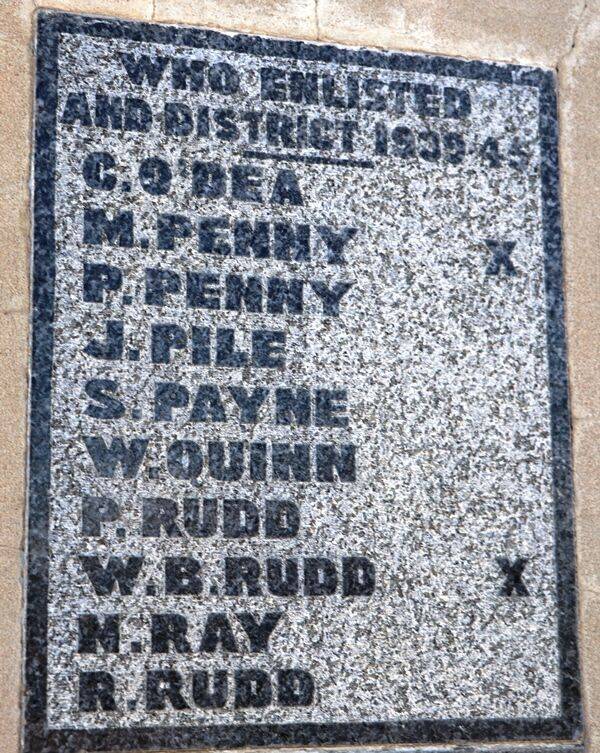 WHO ENLISTED
AND DISTRICT 1939-45
C. O'DEA
M. PENNY X
P. PENNY
J. PILE
S. PAYNE
W. QUINN
P. RUDD
W. B. RUDD X
N. RAY
R. RUDD